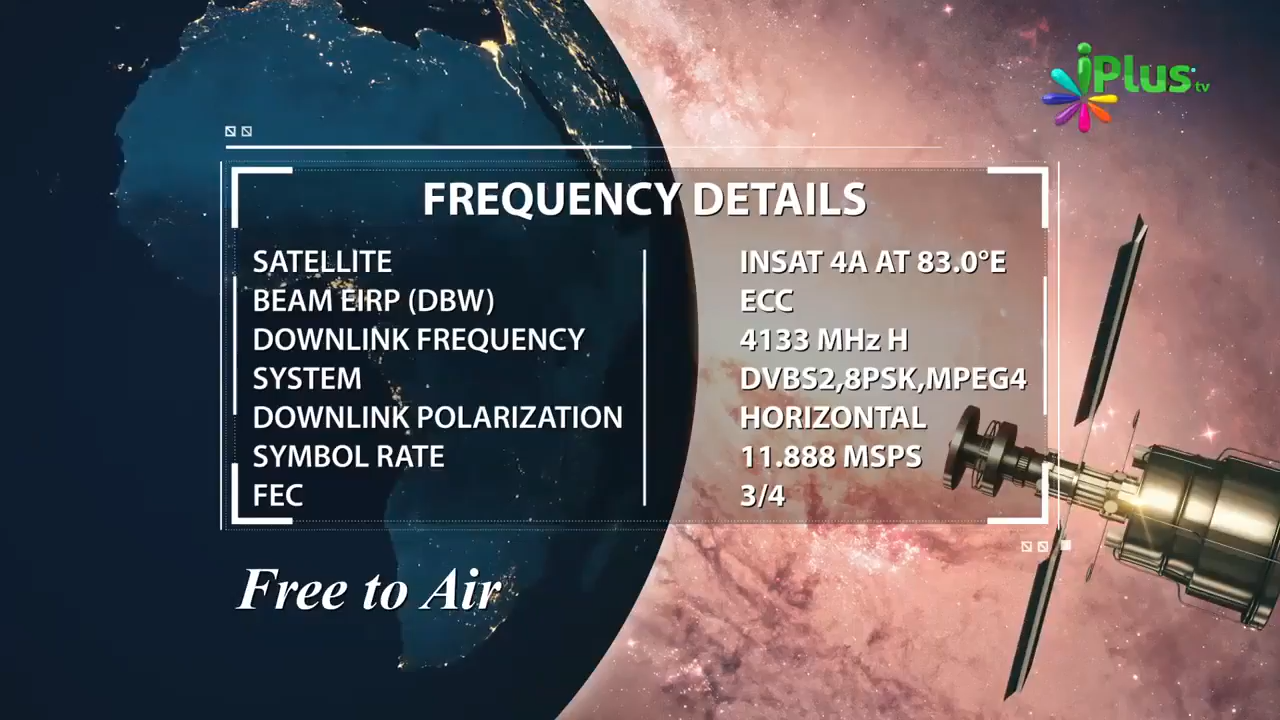 iPlus tv
FREQUENCY DETAILS
SATELLITE INSAT 4A AT 83.0°E
BEAM EIRP (DBW) ECC
DOWNLINK FREQUENCY 4133 MHz H
SYSTEM DVBS2,8PSK,MPEG4
DOWNLINK POLARIZATION HORIZONTAL
SYMBOL RATE 11.888 MSPS
FEC 3/4
Free to Air